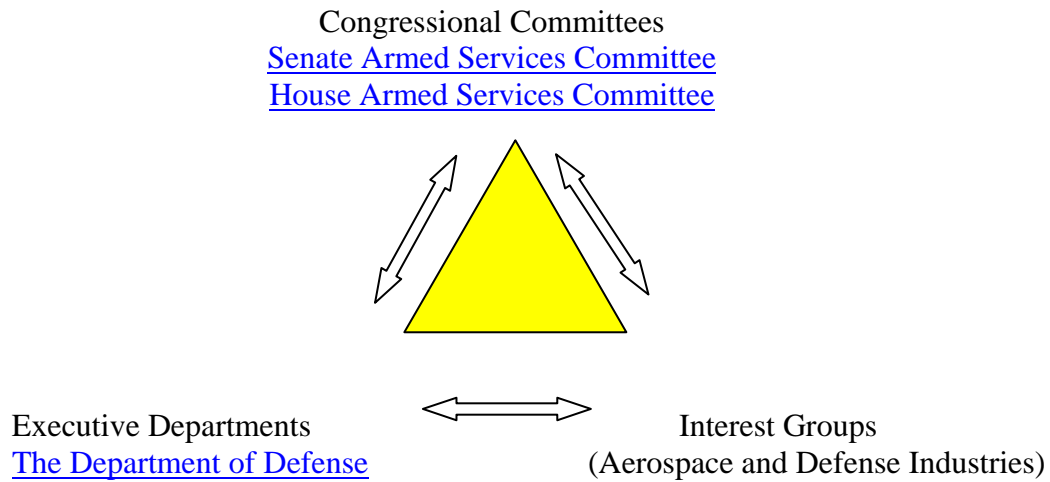 Congressional Committees
Senate Armed Services Committee
House Armed Services Committee
Executive Departments
The Department of Defense
Interest Groups
(Aerospace and Defense Industries)